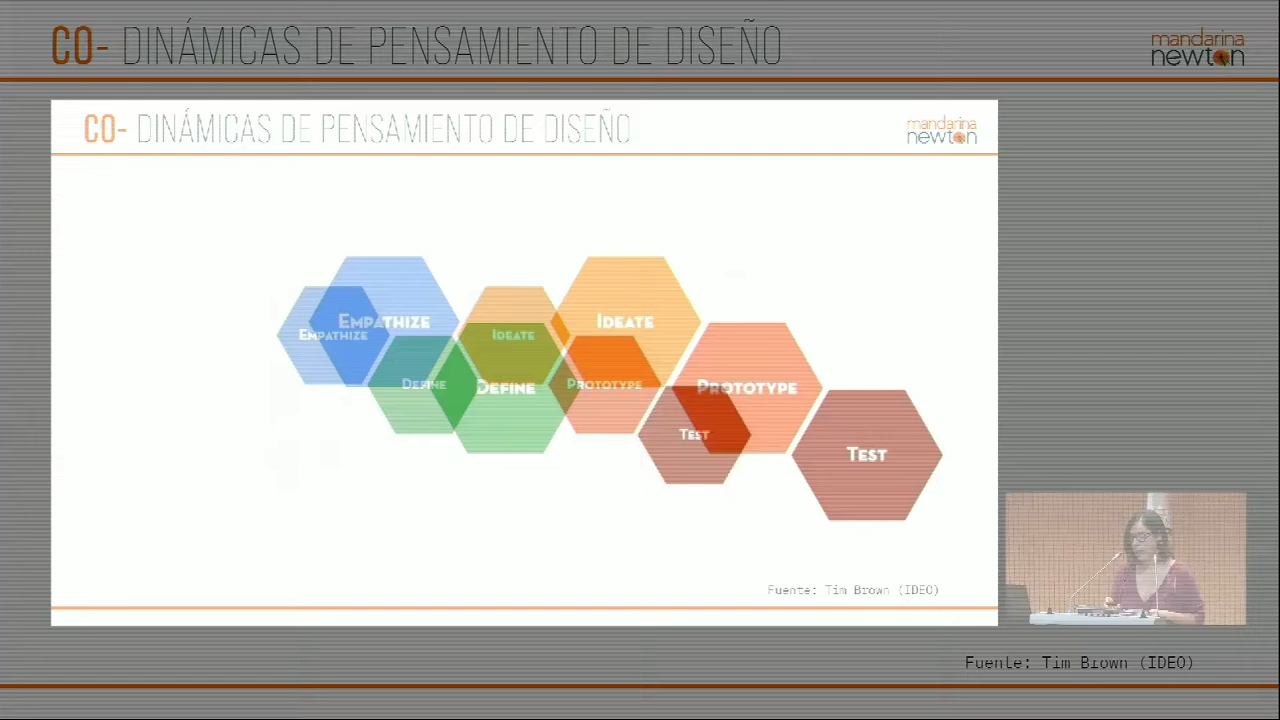 CO- DINÁMICAS DE PENSAMIENTO DE DISEÑO
mandarina
newton
CO- DINÁMICAS DE PENSAMIENTO DE DISEÑO
mandarina
newton
EMPATHIZE
IDEATE
EMPATHIZE
IDEATE
DEFINE
DEFINE
PROTOTYPE
PROTOTYPE
TEST
TEST
Fuente: Tim Brown (IDEO)
Fuente: Tim Brown (IDEO)